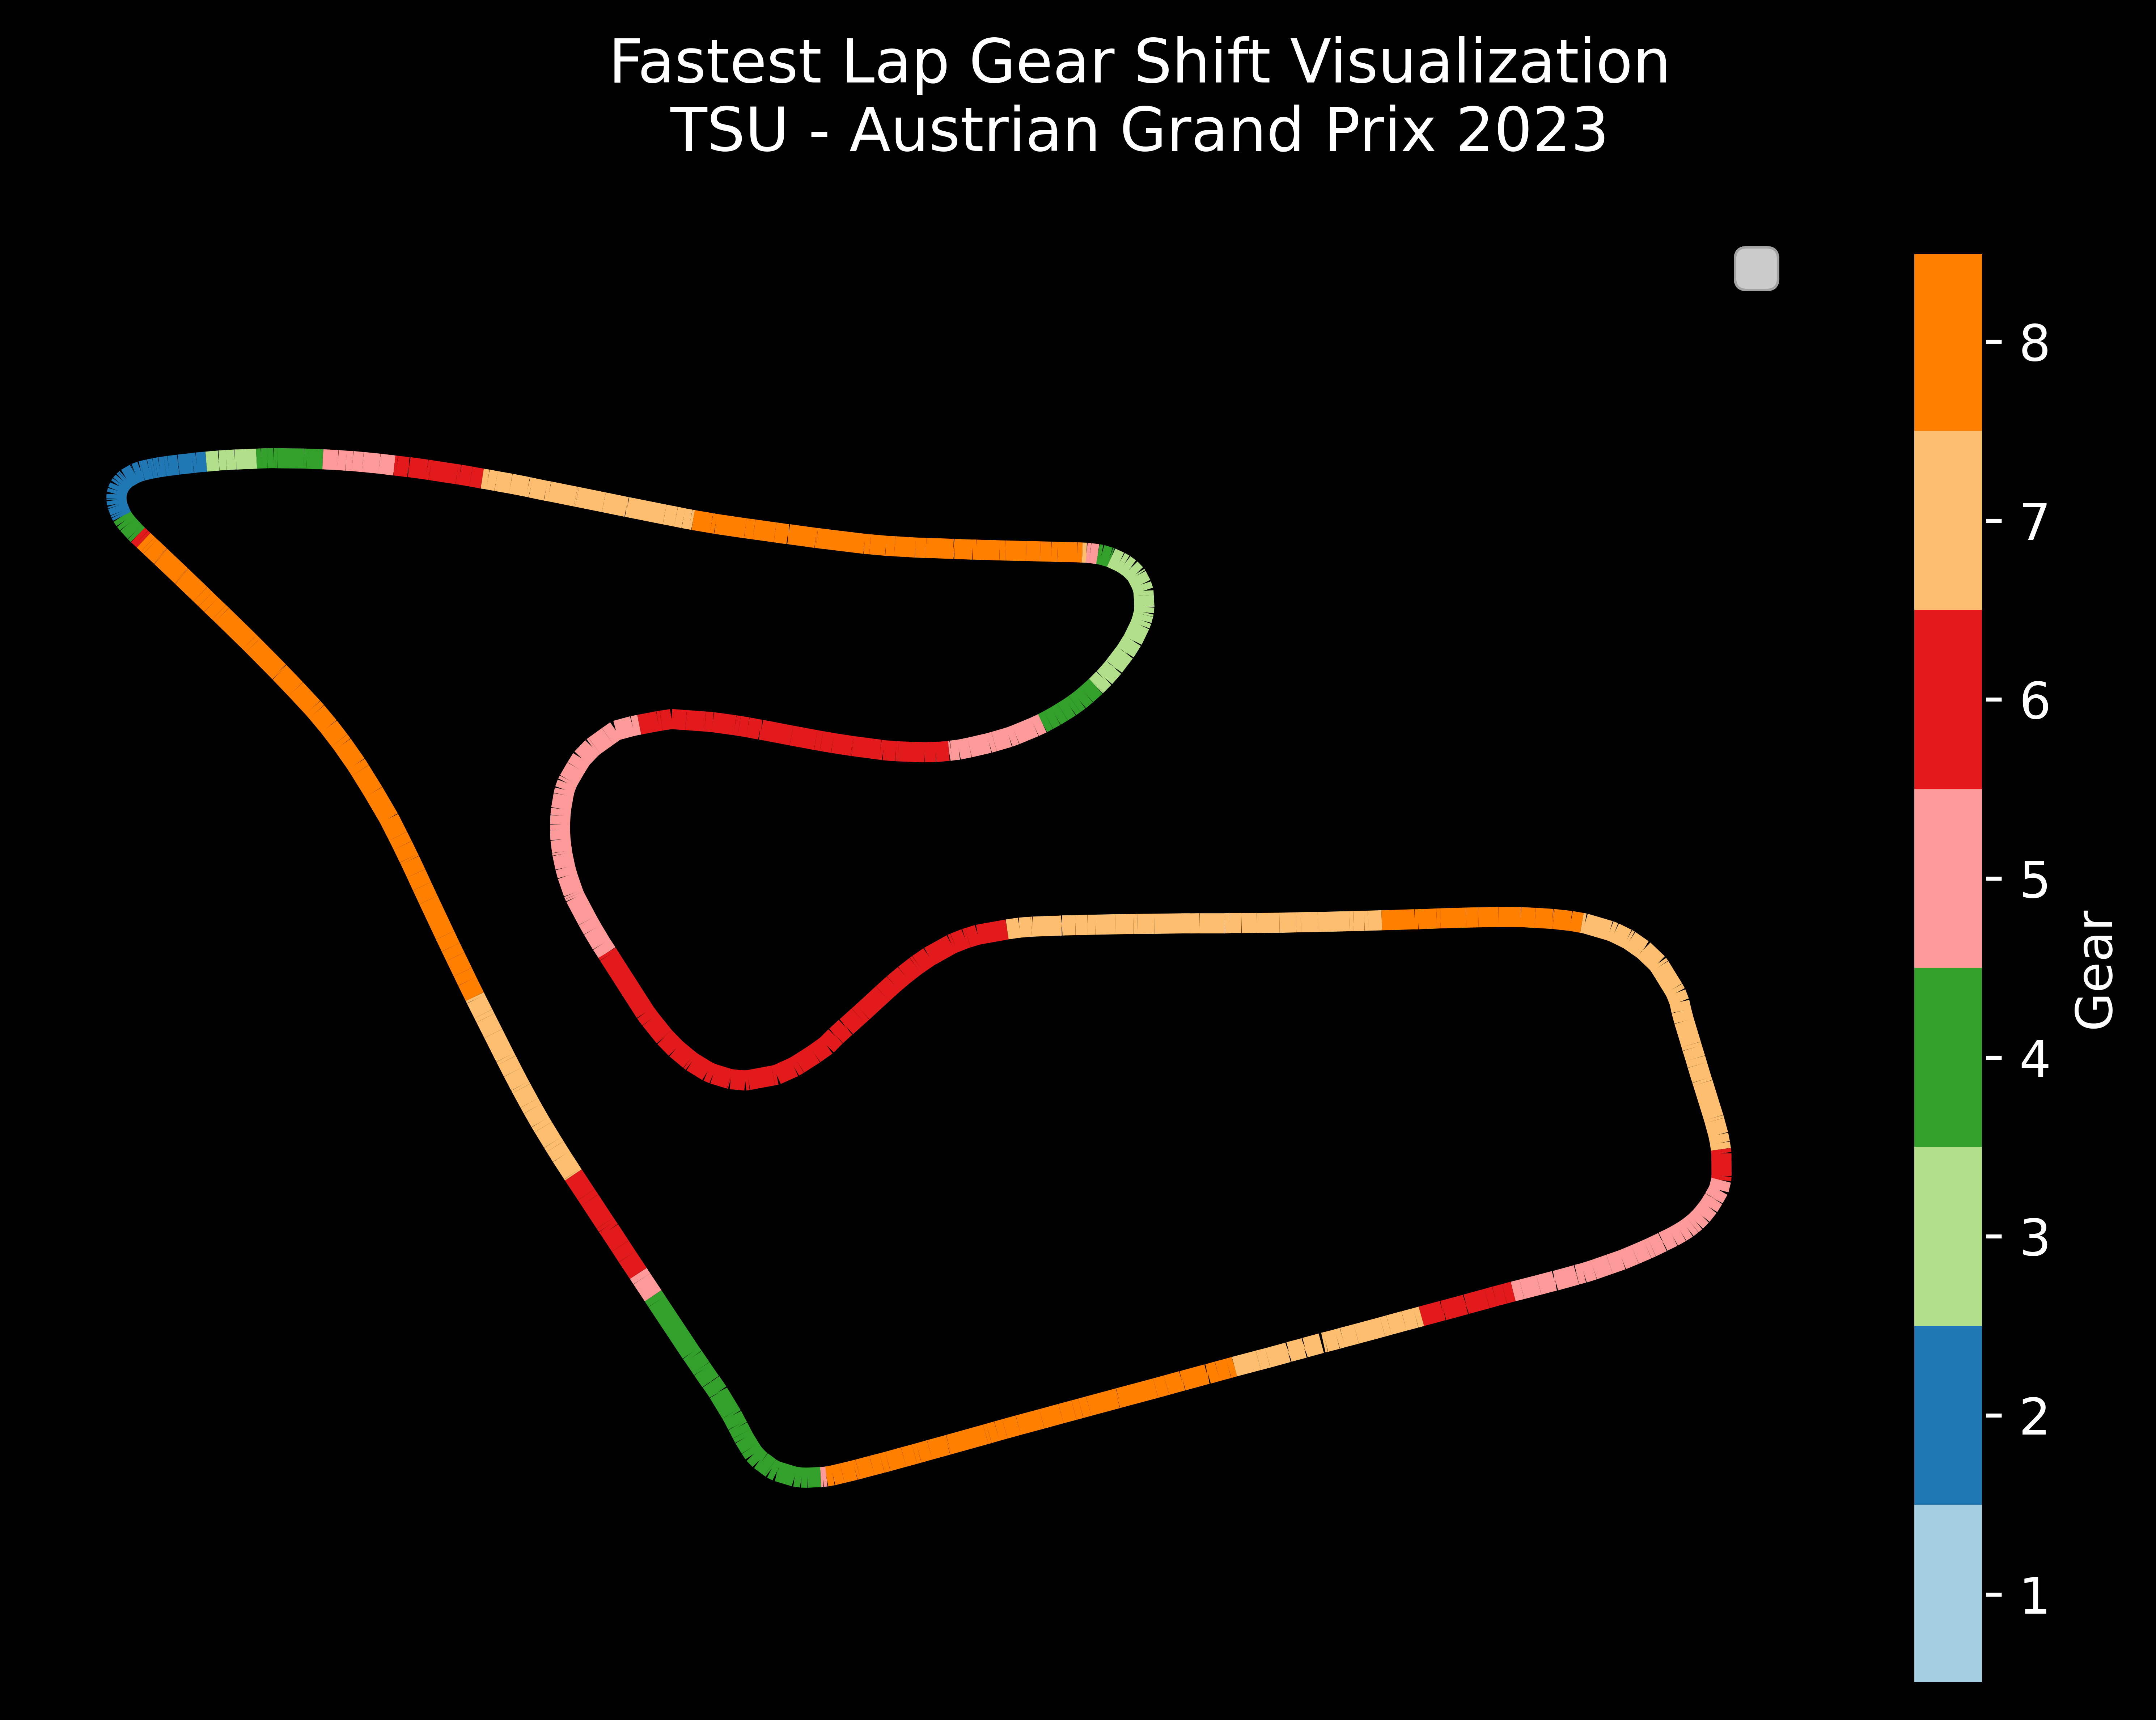 Fastest Lap Gear Shift Visualization
TSU - Austrian Grand Prix 2023
8
7
6
5
4
3
2
1
Gear